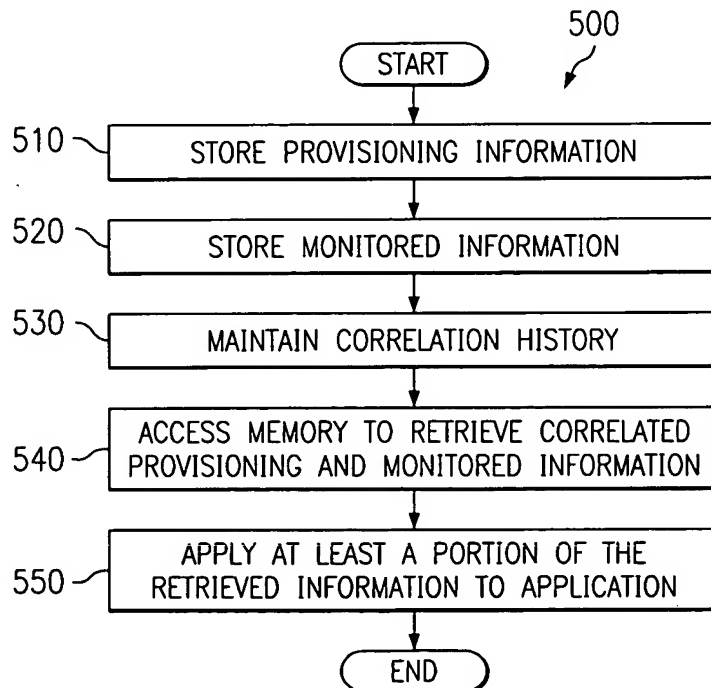 500
START
510
STORE PROVISIONING INFORMATION
520
STORE MONITORED INFORMATION
530
MAINTAIN CORRELATION HISTORY
540
ACCESS MEMORY TO RETRIEVE CORRELATED
PROVISIONING AND MONITORED INFORMATION
550
APPLY AT LEAST A PORTION OF THE
RETRIEVED INFORMATION TO APPLICATION
END